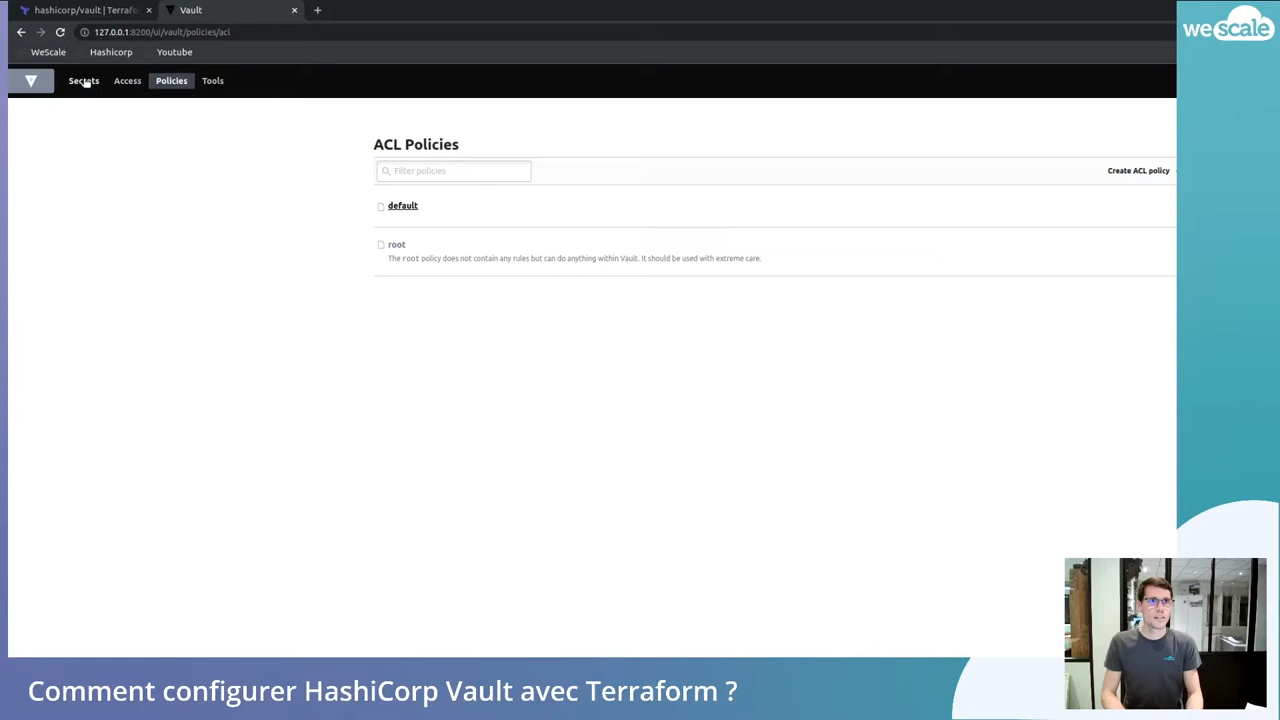 hashicorp/vault | Terrafo
Vault
127.0.0.1:8200/ui/vault/policies/acl
WeScale Hashicorp Youtube
Secrets Access Policies Tools
wescale
ACL Policies
Filter policies
Create ACL policy
default
root
The root policy does not contain any rules but can do anything within Vault. It should be used with extreme care.
Comment configurer HashiCorp Vault avec Terraform ?